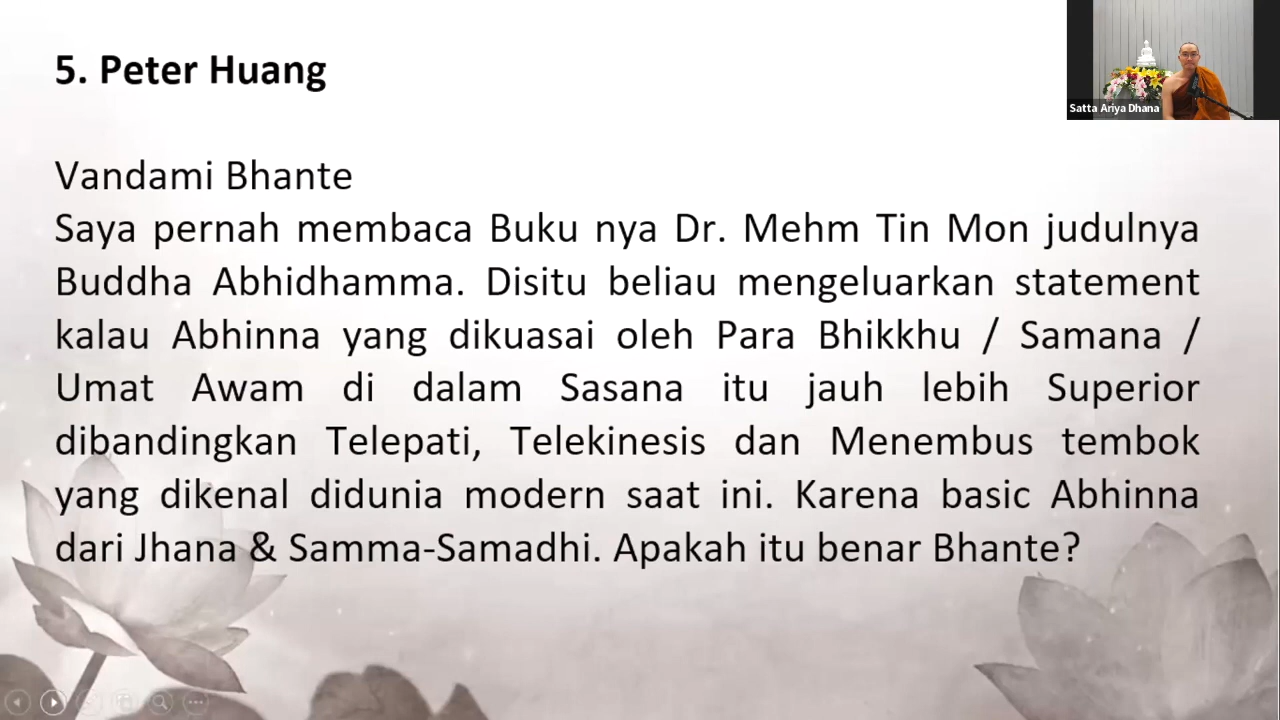 5. Peter Huang
Satta Ariya Dhana
Vandami Bhante
Saya pernah membaca Buku nya Dr. Mehm Tin Mon judulnya
Buddha Abhidhamma. Disitu beliau mengeluarkan statement
kalau Abhinna yang dikuasai oleh Para Bhikkhu / Samana /
Umat Awam di dalam Sasana itu jauh lebih Superior
dibandingkan Telepati, Telekinesis dan Menembus tembok
yang dikenal didunia modern saat ini. Karena basic Abhinna
dari Jhana & Samma-Samadhi. Apakah itu benar Bhante?